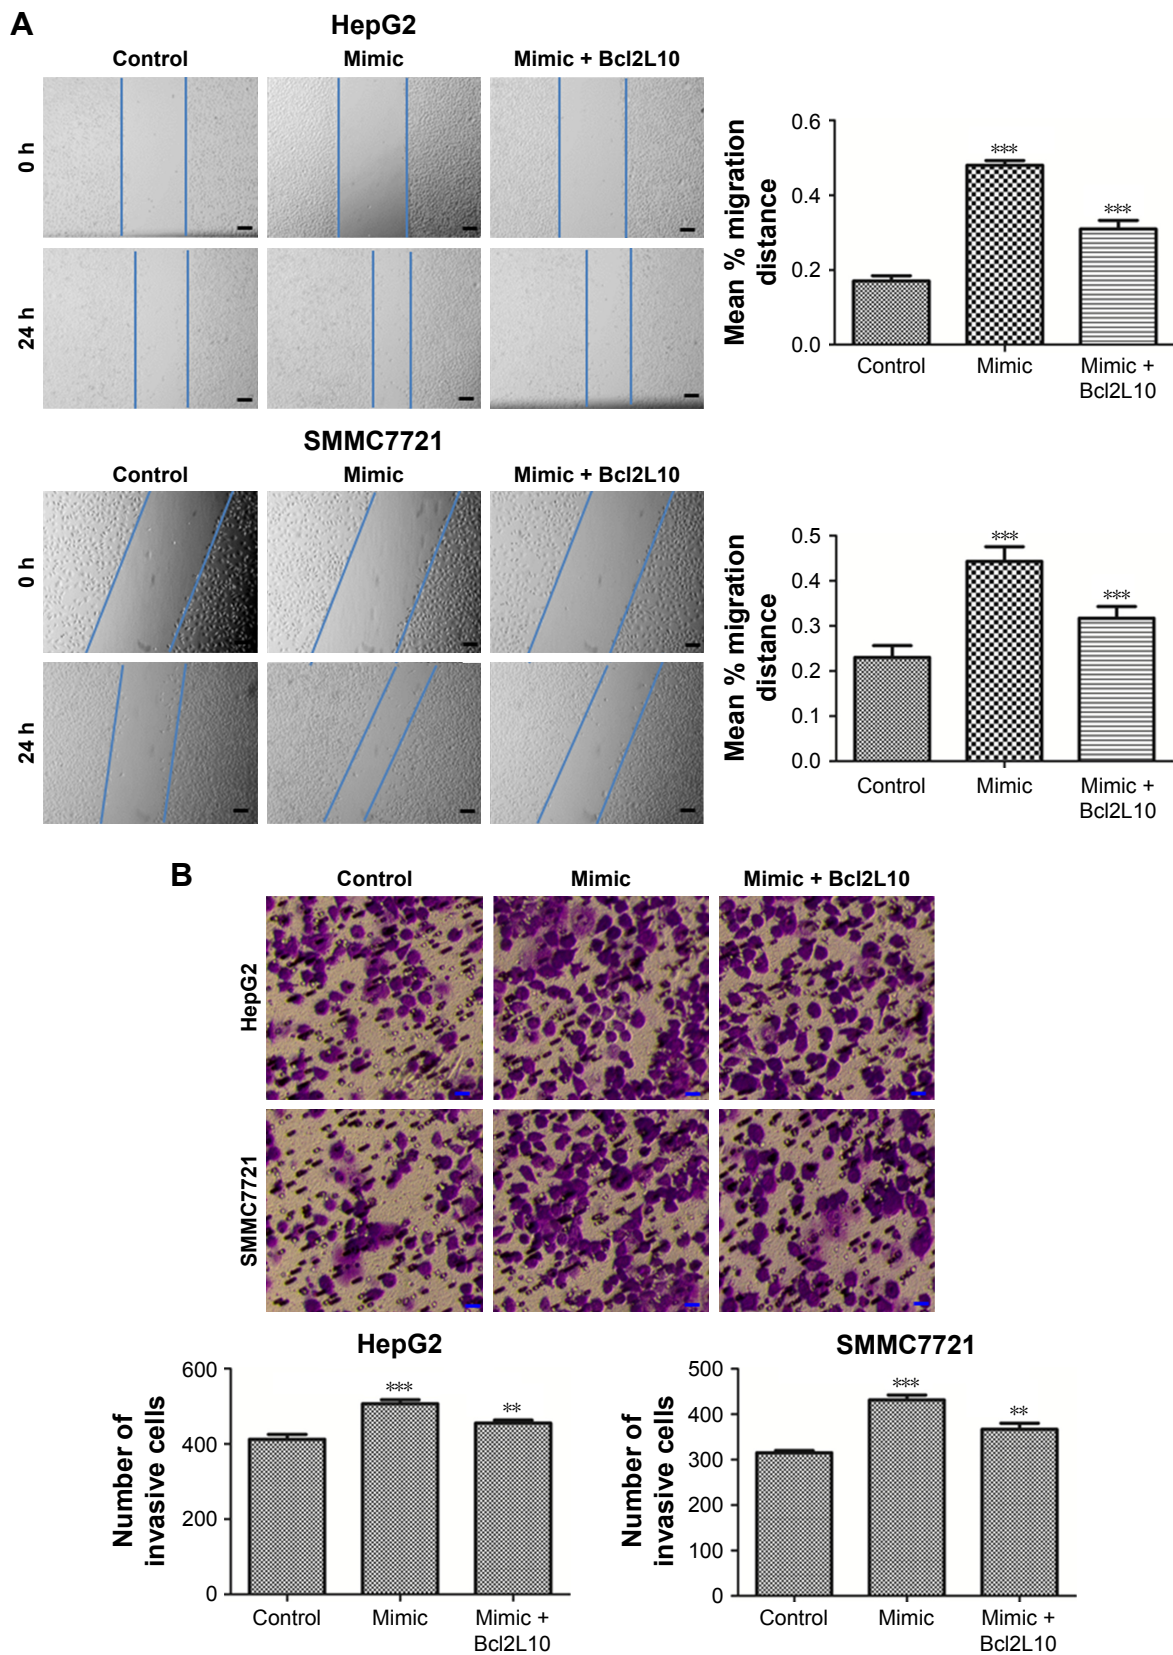 A
HepG2
Control Mimic Mimic + Bcl2L10
0 h
24 h
Mean % migration
distance
0.6
0.4
0.2
0.0
***
***
Control Mimic Mimic +
Bcl2L10
SMMC7721
Control Mimic Mimic + Bcl2L10
0 h
24 h
Mean % migration
distance
0.5
0.4
0.3
0.2
0.1
0.0
***
***
Control Mimic Mimic +
Bcl2L10
B
Control Mimic Mimic + Bcl2L10
HepG2
SMMC7721
HepG2
Number of
invasive cells
600
400
200
0
***
**
Control Mimic Mimic +
Bcl2L10
SMMC7721
Number of
invasive cells
500
400
300
200
100
0
***
**
Control Mimic Mimic +
Bcl2L10